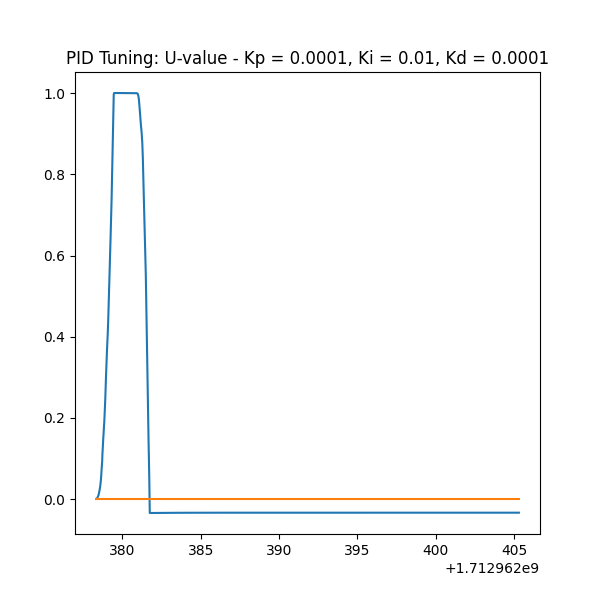 PID Tuning: U-value - Kp = 0.0001, Ki = 0.01, Kd = 0.0001
1.0
0.8
0.6
0.4
0.2
0.0
380 385 390 395 400 405
+1.712962e9